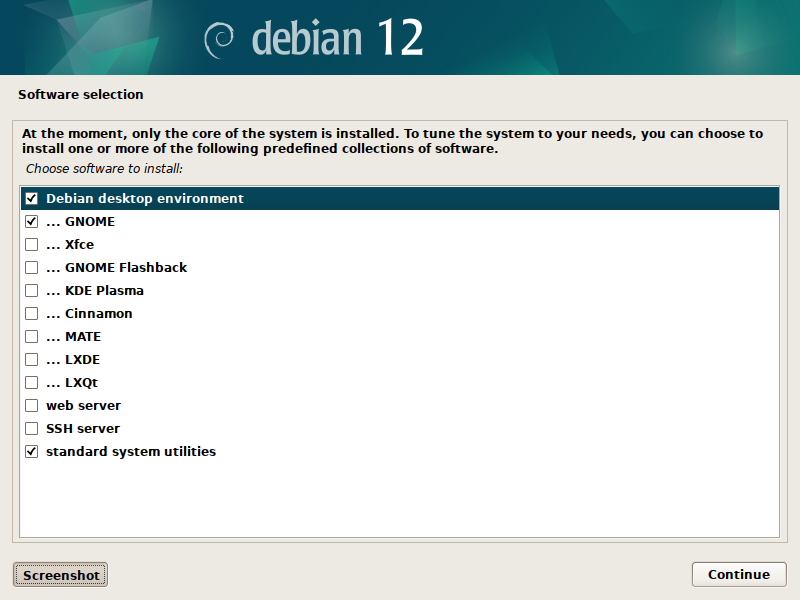 debian 12
Software selection
At the moment, only the core of the system is installed. To tune the system to your needs, you can choose to
install one or more of the following predefined collections of software.
Choose software to install:
Debian desktop environment
... GNOME
... Xfce
... GNOME Flashback
... KDE Plasma
... Cinnamon
... MATE
... LXDE
... LXQt
web server
SSH server
standard system utilities
Screenshot
Continue